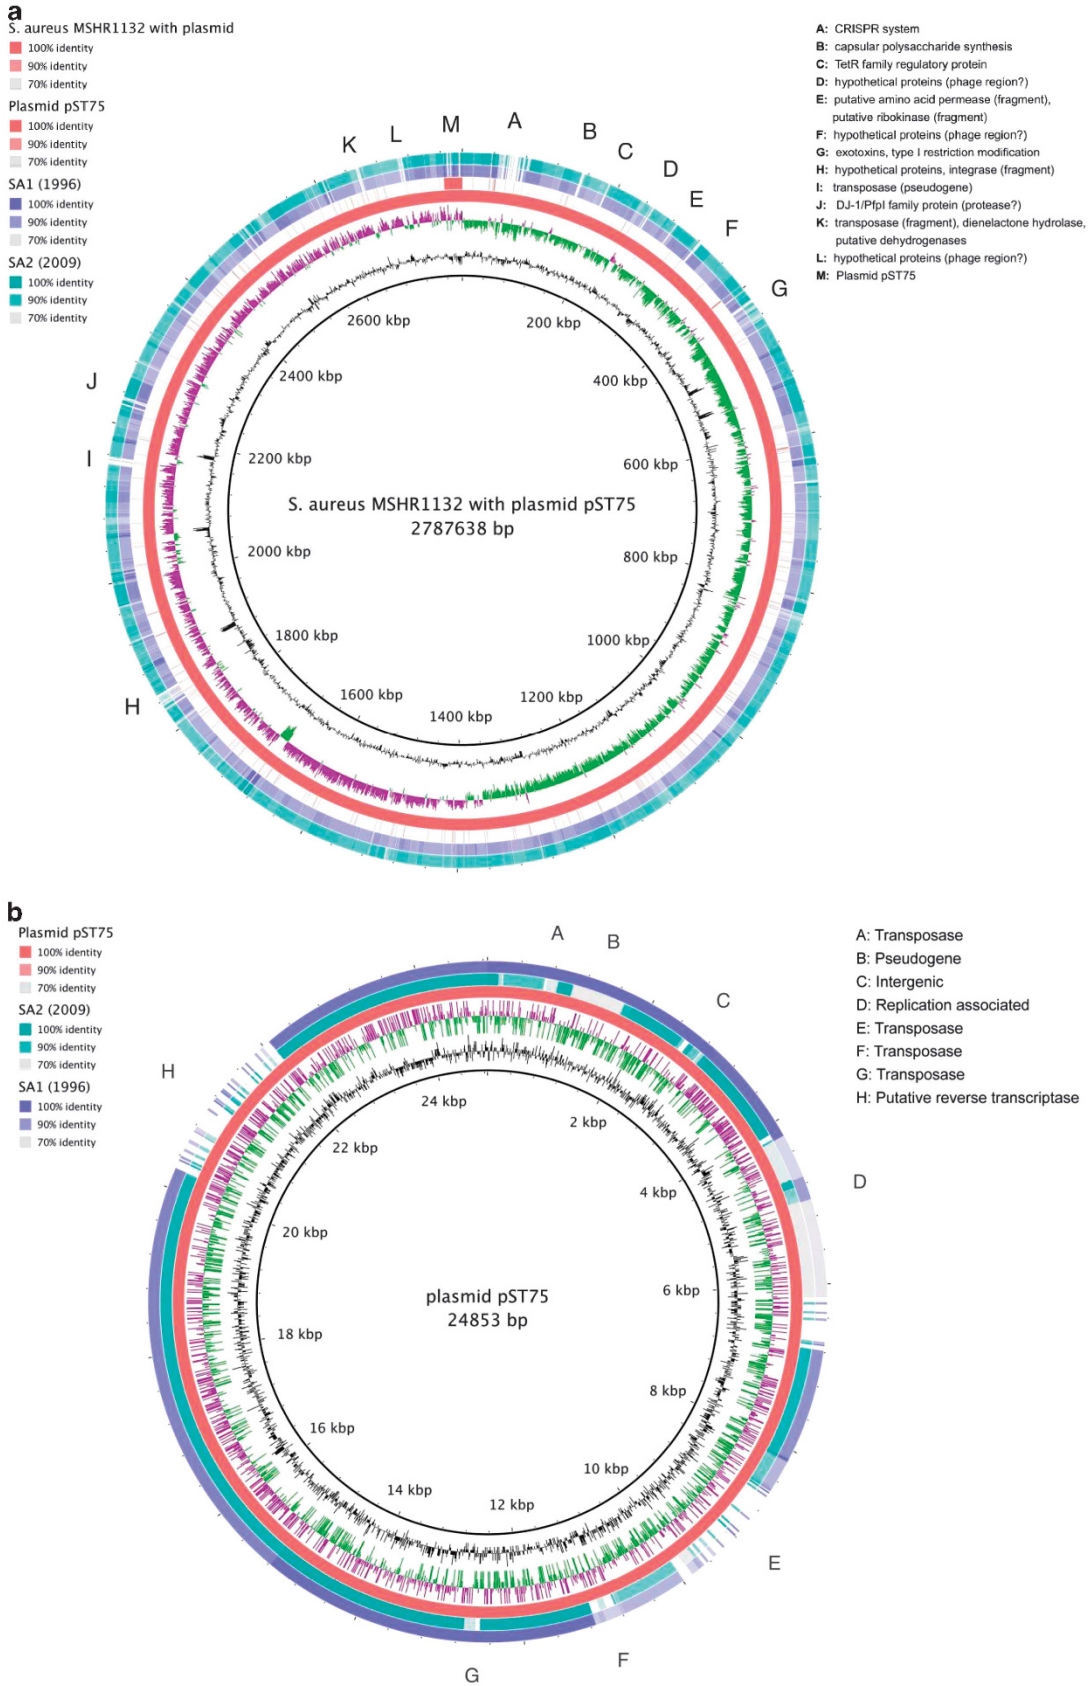 a
S. aureus MSHR1132 with plasmid
100% identity
90% identity
70% identity
Plasmid pST75
100% identity
90% identity
70% identity
SA1 (1996)
100% identity
90% identity
70% identity
SA2 (2009)
100% identity
90% identity
70% identity
A: CRISPR system
B: capsular polysaccharide synthesis
C: TetR family regulatory protein
D: hypothetical proteins (phage region?)
E: putative amino acid permease (fragment),
putative ribokinase (fragment)
F: hypothetical proteins (phage region?)
G: exotoxins, type I restriction modification
H: hypothetical proteins, integrase (fragment)
I: transposase (pseudogene)
J: DJ-1/PfpI family protein (protease?)
K: transposase (fragment), dienelactone hydrolase,
putative dehydrogenases
L: hypothetical proteins (phage region?)
M: Plasmid pST75
A
B
C
D
E
F
G
H
I
J
K
L
M
200 kbp
400 kbp
600 kbp
800 kbp
1000 kbp
1200 kbp
1400 kbp
1600 kbp
1800 kbp
2000 kbp
2200 kbp
2400 kbp
2600 kbp
S. aureus MSHR1132 with plasmid pST75
2787638 bp
b
Plasmid pST75
100% identity
90% identity
70% identity
SA2 (2009)
100% identity
90% identity
70% identity
SA1 (1996)
100% identity
90% identity
70% identity
A: Transposase
B: Pseudogene
C: Intergenic
D: Replication associated
E: Transposase
F: Transposase
G: Transposase
H: Putative reverse transcriptase
A
B
C
D
E
F
G
H
2 kbp
4 kbp
6 kbp
8 kbp
10 kbp
12 kbp
14 kbp
16 kbp
18 kbp
20 kbp
22 kbp
24 kbp
plasmid pST75
24853 bp